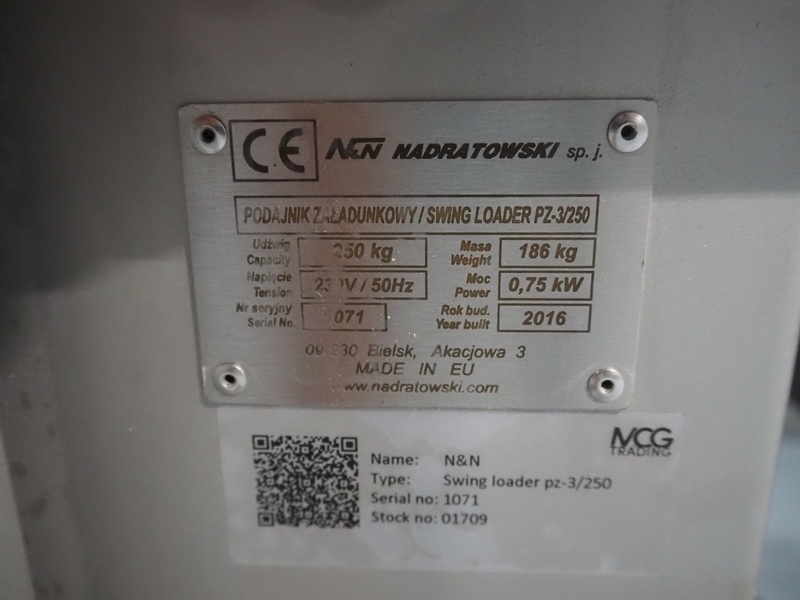 CE N&N NADRATOWSKI sp. j.
PODAJNIK ZAŁADUNKOWY / SWING LOADER PZ-3/250
Udźwig Capacity 250 kg Masa Weight 186 kg
Napięcie Tension 230V / 50Hz Moc Power 0,75 kW
Nr seryjny Serial No. 1071 Rok bud. Year built 2016
09-230 Bielsk, Akacjowa 3
MADE IN EU
www.nadratowski.com
MCG
TRADING
Name: N&N
Type: Swing loader pz-3/250
Serial no: 1071
Stock no: 01709